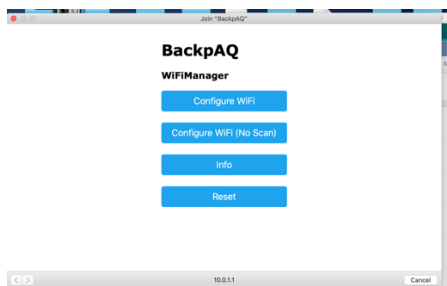 Join "BackpAQ"
BackpAQ
WiFiManager
Configure WiFi
Configure WiFi (No Scan)
Info
Reset
10.0.1.1
Cancel